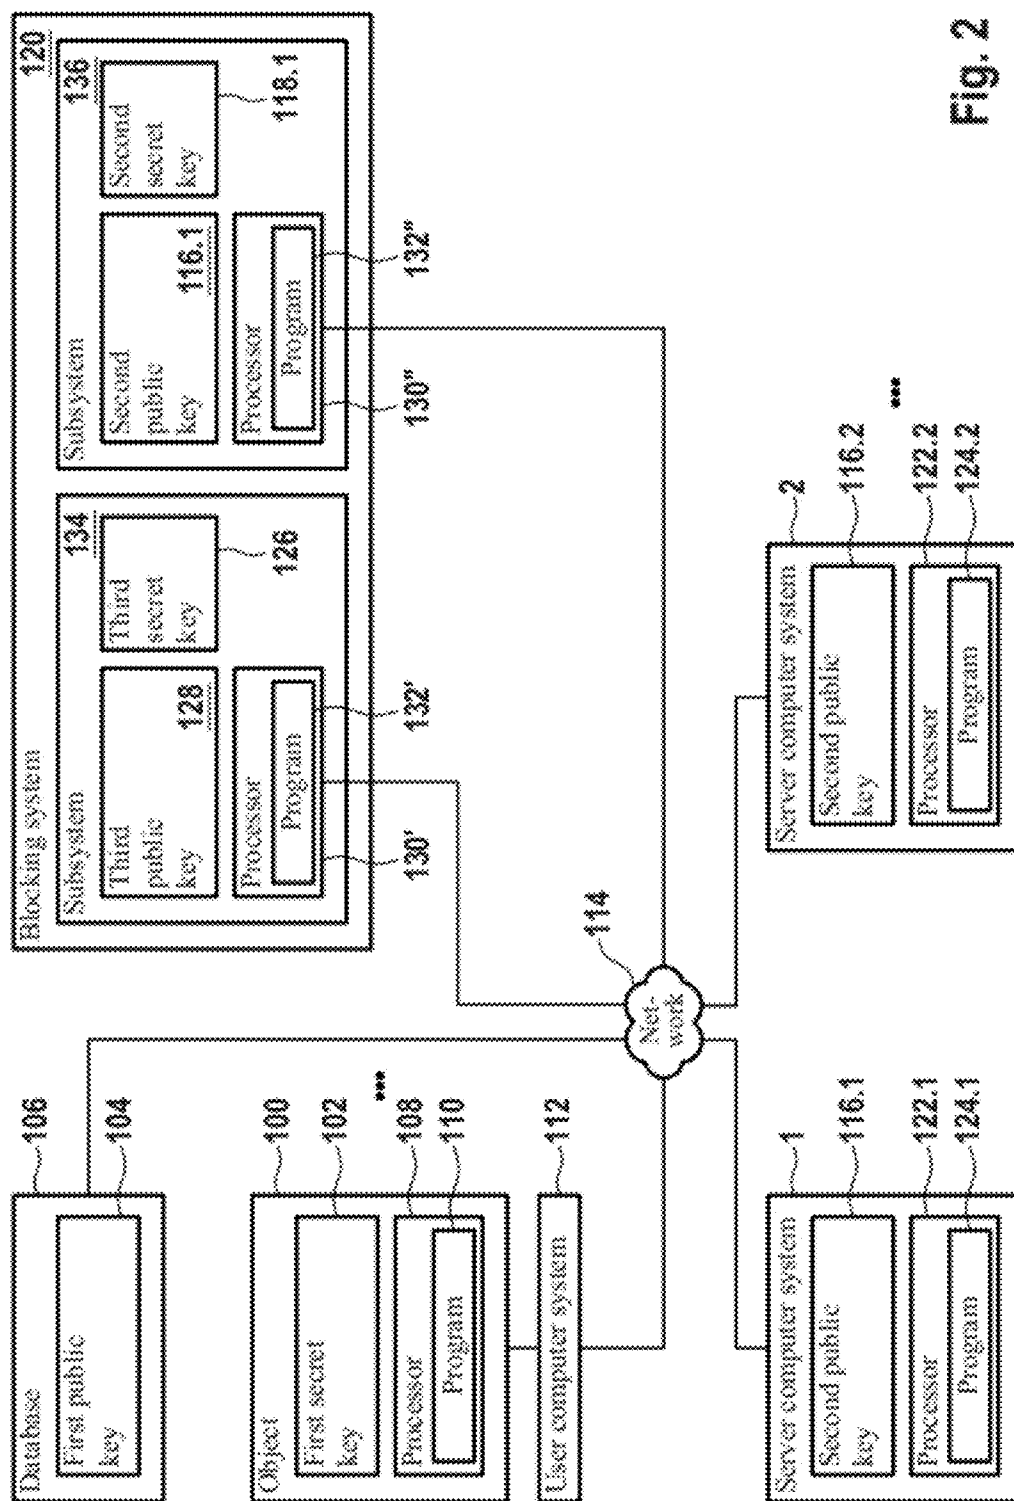 Database
First public
key
106
104
Object
First secret
key
Processor
Program
100
102
...
108
110
User computer system
112
Blocking system
120
Subsystem
134
Third
public
key
128
Third
secret
key
126
Processor
Program
130'
132'
Subsystem
136
Second
public
key
116.1
Second
secret
key
118.1
Processor
Program
130"
132"
114
Net-
work
Server computer system
Second public
key
Processor
Program
1
116.1
122.1
124.1
Server computer system
Second public
key
Processor
Program
2
116.2
122.2
...
124.2
Fig. 2